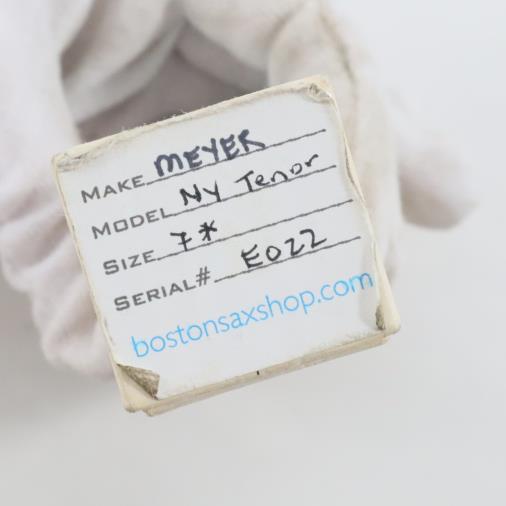 MAKE MEYER
MODEL NY Tenor
SIZE 7*
SERIAL# E022
bostonsaxshop.com